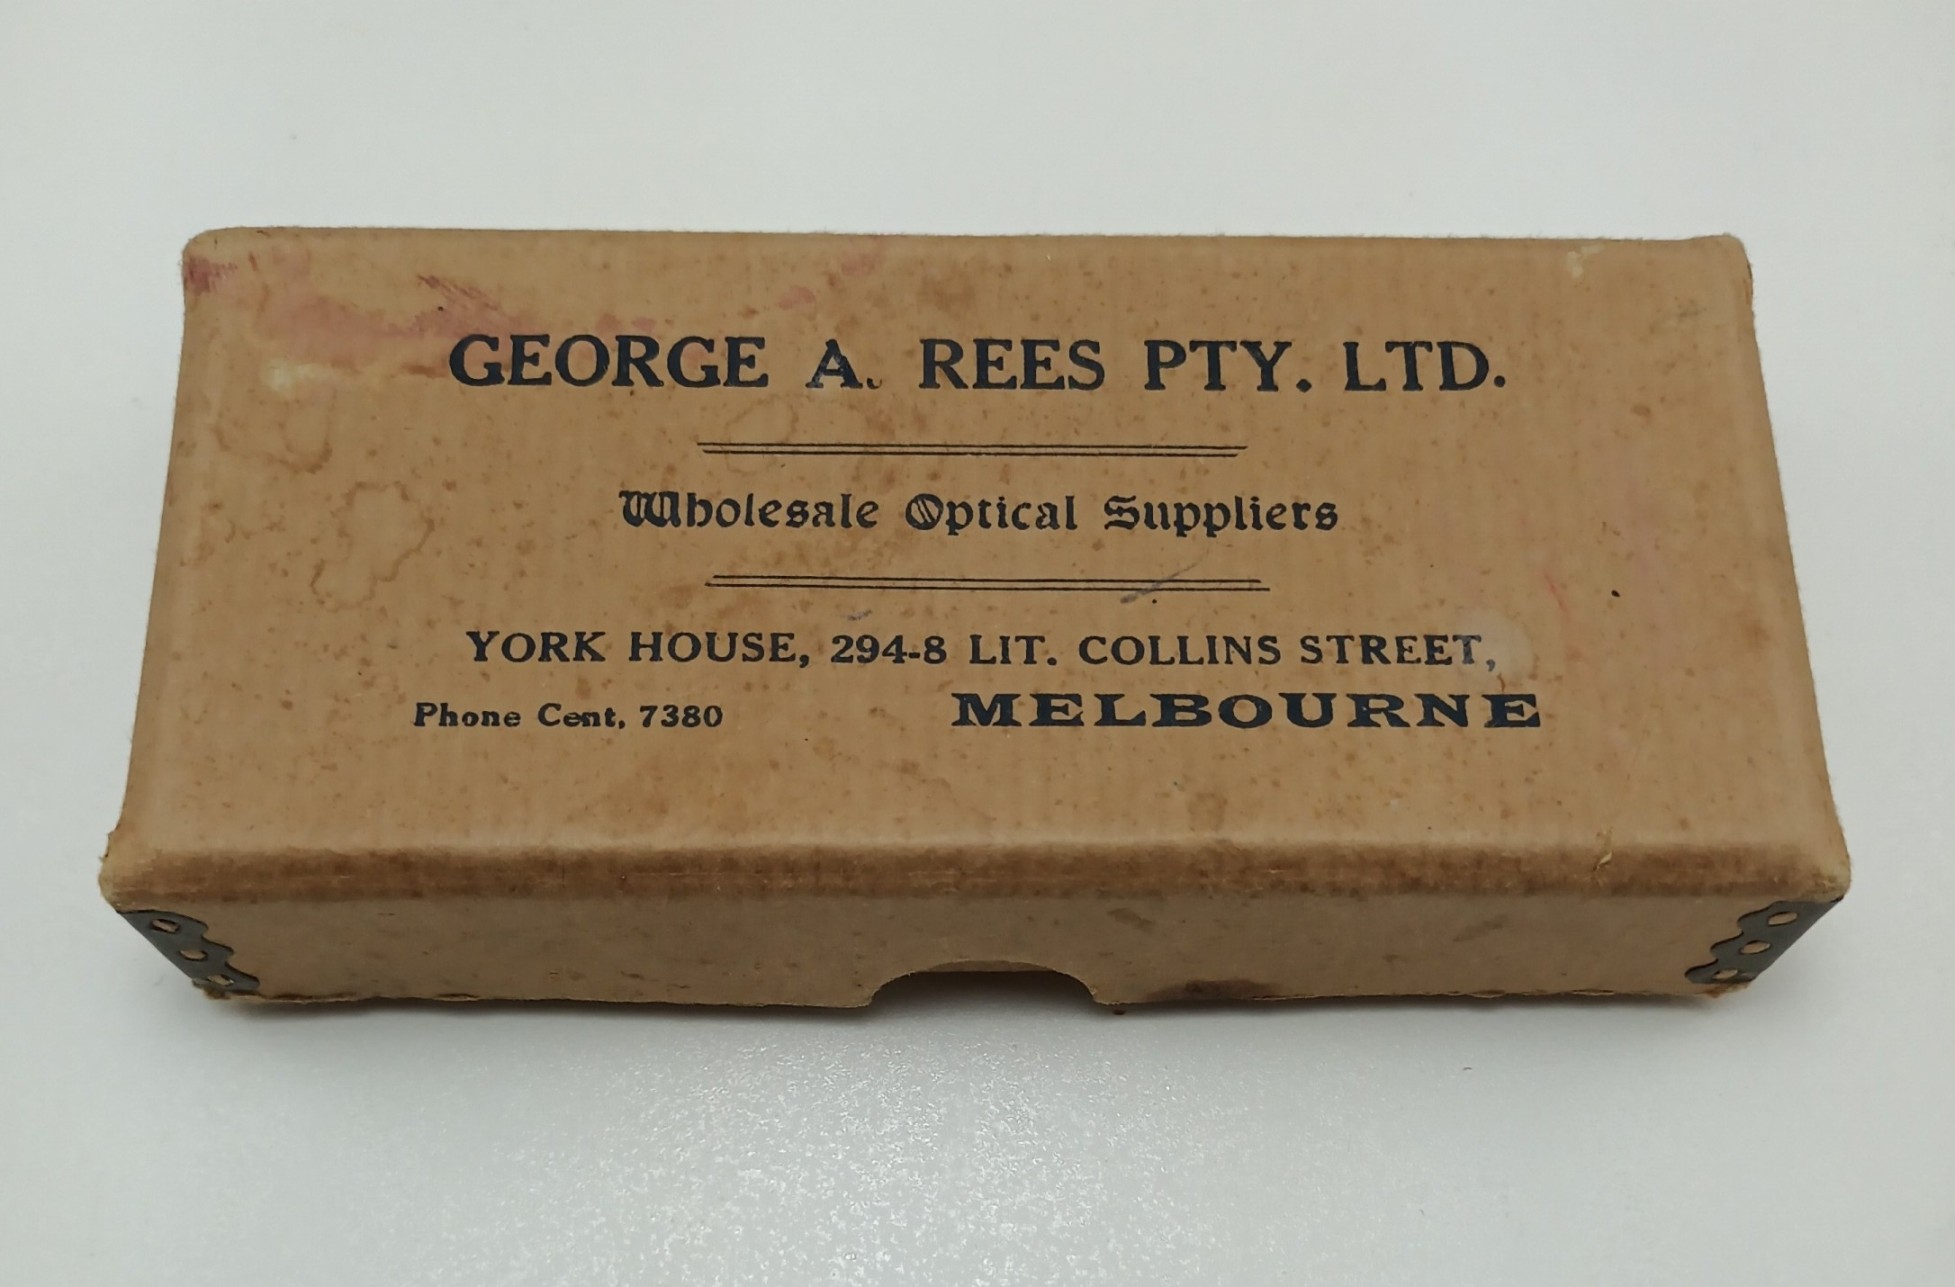 GEORGE A. REES PTY. LTD.
Wholesale Optical Suppliers
YORK HOUSE, 294-8 LIT. COLLINS STREET,
Phone Cent, 7380 MELBOURNE